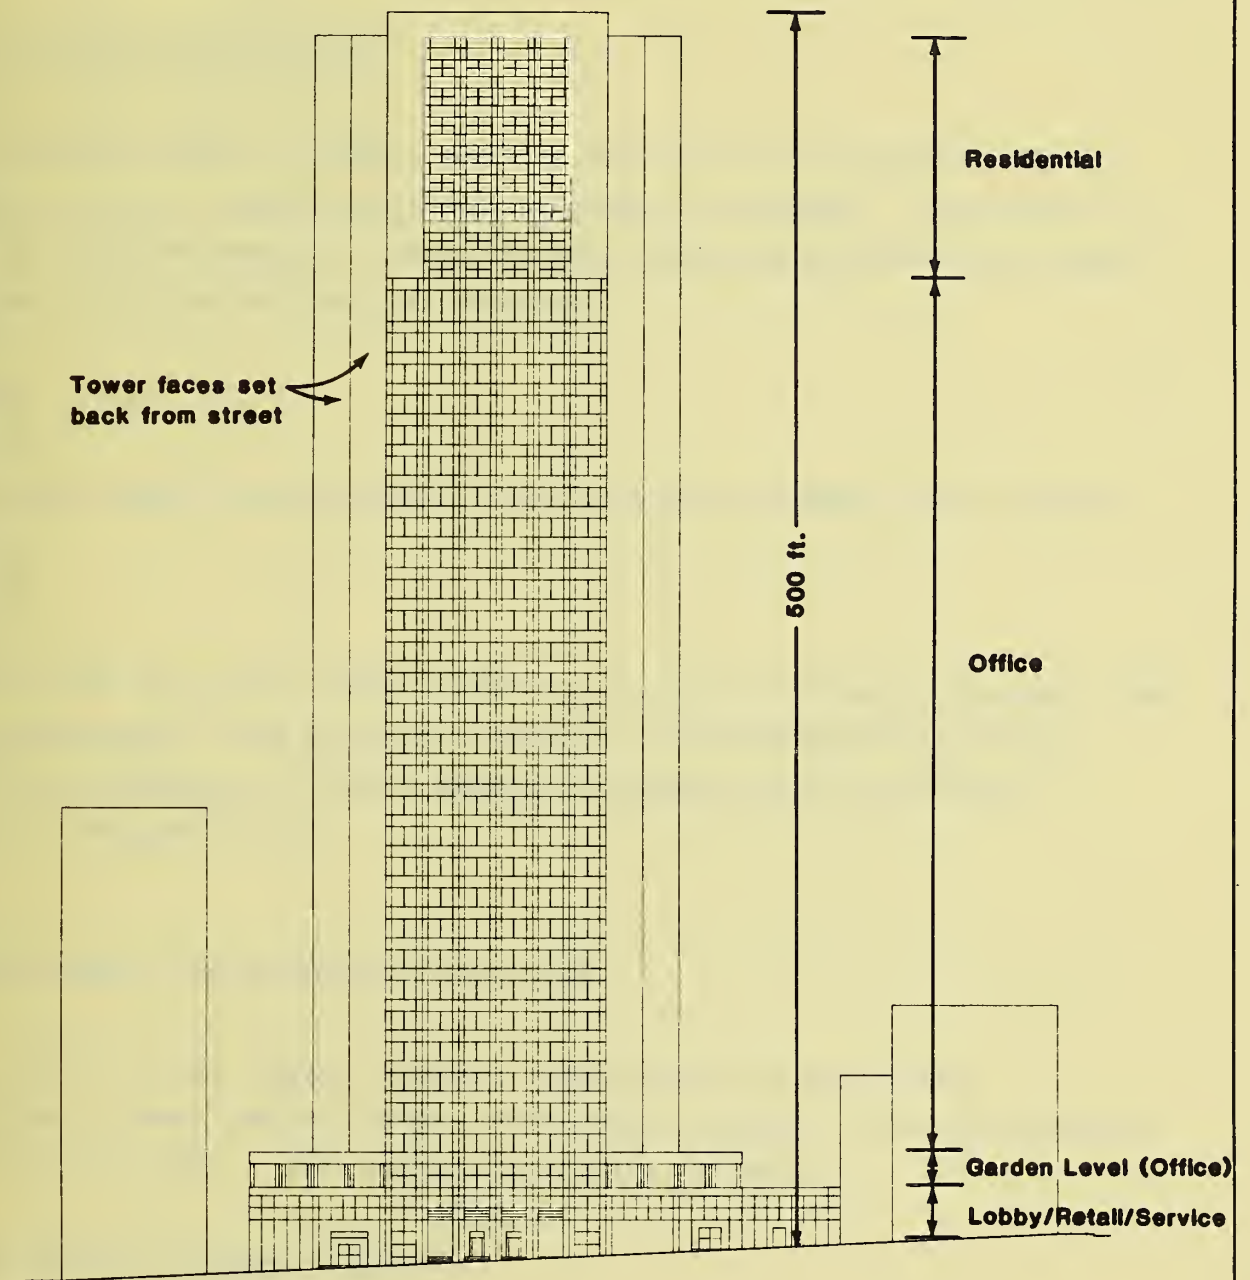 Residential
Tower faces set
back from street
500 ft.
Office
Garden Level (Office)
Lobby/Retail/Service